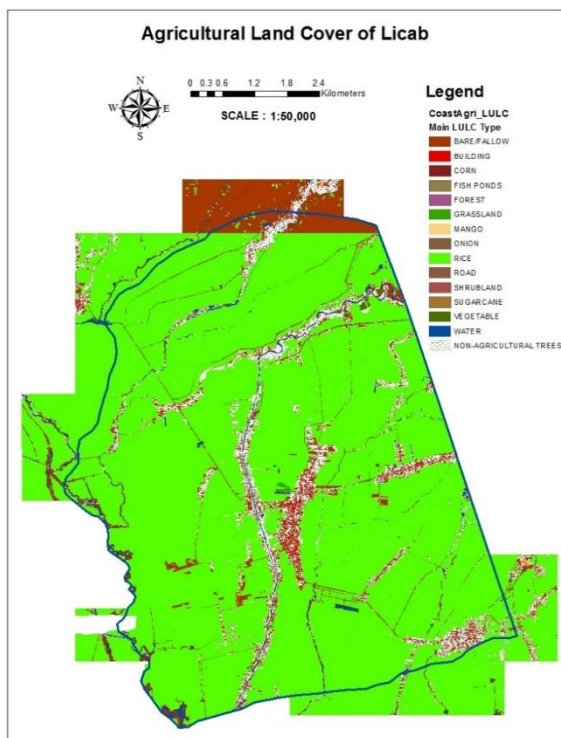 Agricultural Land Cover of Licab
N
W E
S
0 0.3 0.6 1.2 1.8 2.4
Kilometers
SCALE : 1:50,000
Legend
CoastAgri_LULC
Main LULC Type
BARE/FALLOW
BUILDING
CORN
FISH PONDS
FOREST
GRASSLAND
MANGO
ONION
RICE
ROAD
SHRUBLAND
SUGARCANE
VEGETABLE
WATER
NON-AGRICULTURAL TREES